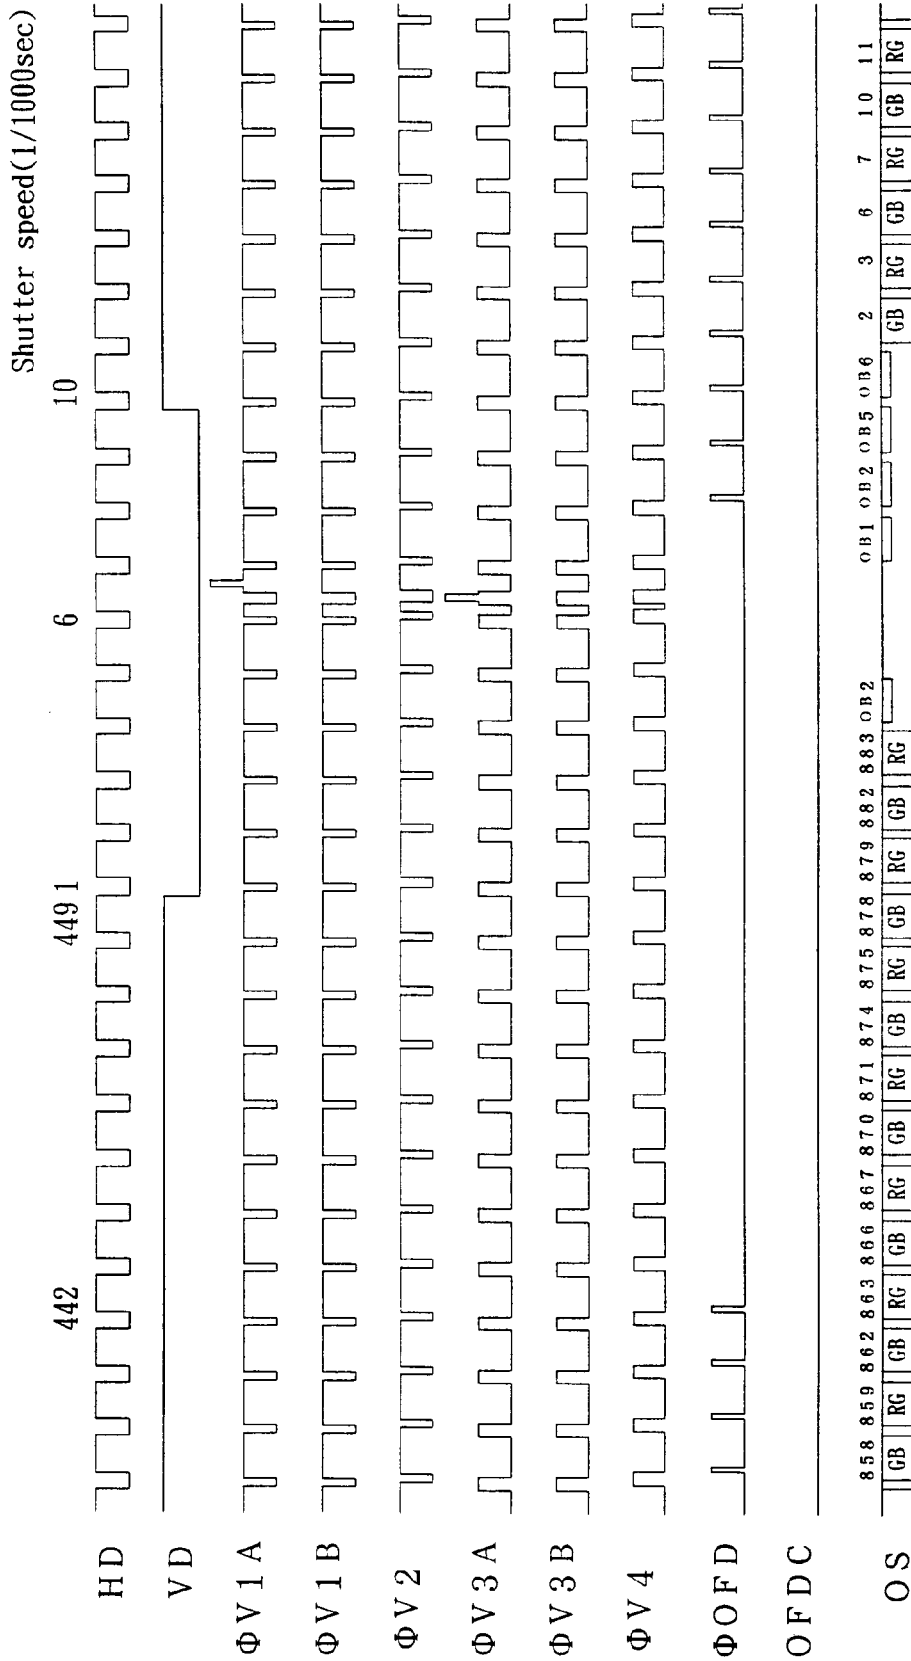 Shutter speed(1/1000sec)
442 449 1 6 10
HD
VD
ΦV1A
ΦV1B
ΦV2
ΦV3A
ΦV3B
ΦV4
ΦOFD
OFDC
858 859 862 863 866 867 870 871 874 875 878 879 882 883 OB2 OB1 OB2 OB5 OB6 2 3 6 7 10 11
OS GB RG GB RG GB RG GB RG GB RG GB RG GB RG GB RG GB RG GB RG